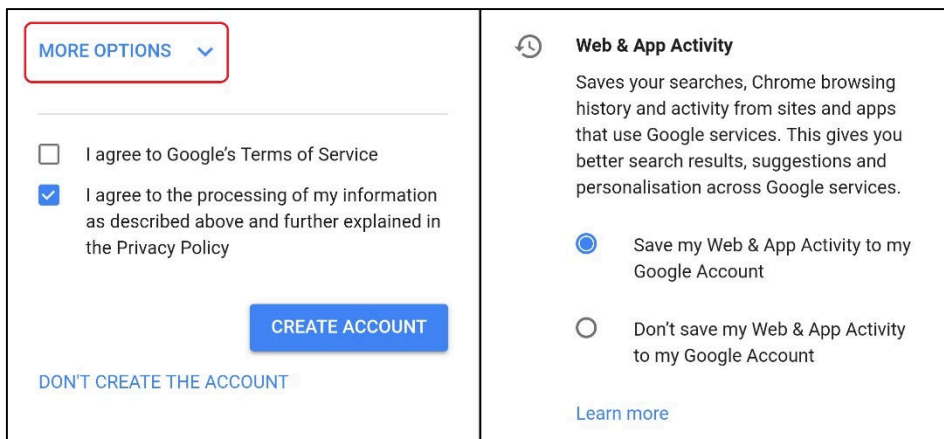 MORE OPTIONS
I agree to Google's Terms of Service
I agree to the processing of my information
as described above and further explained in
the Privacy Policy
CREATE ACCOUNT
DON'T CREATE THE ACCOUNT
Web & App Activity
Saves your searches, Chrome browsing
history and activity from sites and apps
that use Google services. This gives you
better search results, suggestions and
personalisation across Google services.
Save my Web & App Activity to my
Google Account
Don't save my Web & App Activity
to my Google Account
Learn more